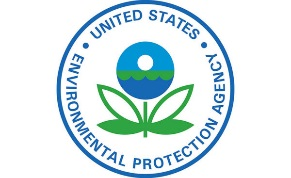 UNITED STATES
ENVIRONMENTAL PROTECTION AGENCY